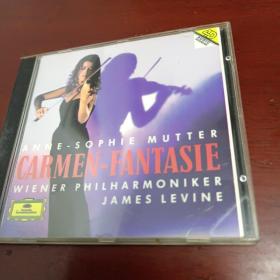 ANNE-SOPHIE MUTTER
CARMEN-FANTASIE
WIENER PHILHARMONIKER
JAMES LEVINE